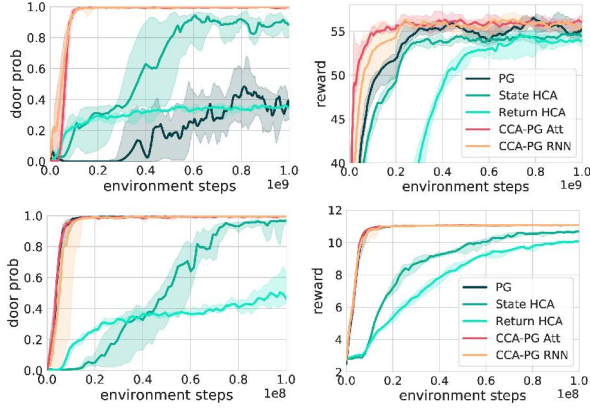 1.0
0.8
0.6
0.4
0.2
0.0
door prob
0.0 0.2 0.4 0.6 0.8 1.0
1e9
environment steps
55
50
45
40
reward
PG
State HCA
Return HCA
CCA-PG Att
CCA-PG RNN
0.0 0.2 0.4 0.6 0.8 1.0
1e9
environment steps
1.0
0.8
0.6
0.4
0.2
0.0
door prob
0.0 0.2 0.4 0.6 0.8 1.0
1e8
environment steps
12
10
8
6
4
2
reward
PG
State HCA
Return HCA
CCA-PG Att
CCA-PG RNN
0.0 0.2 0.4 0.6 0.8 1.0
1e8
environment steps